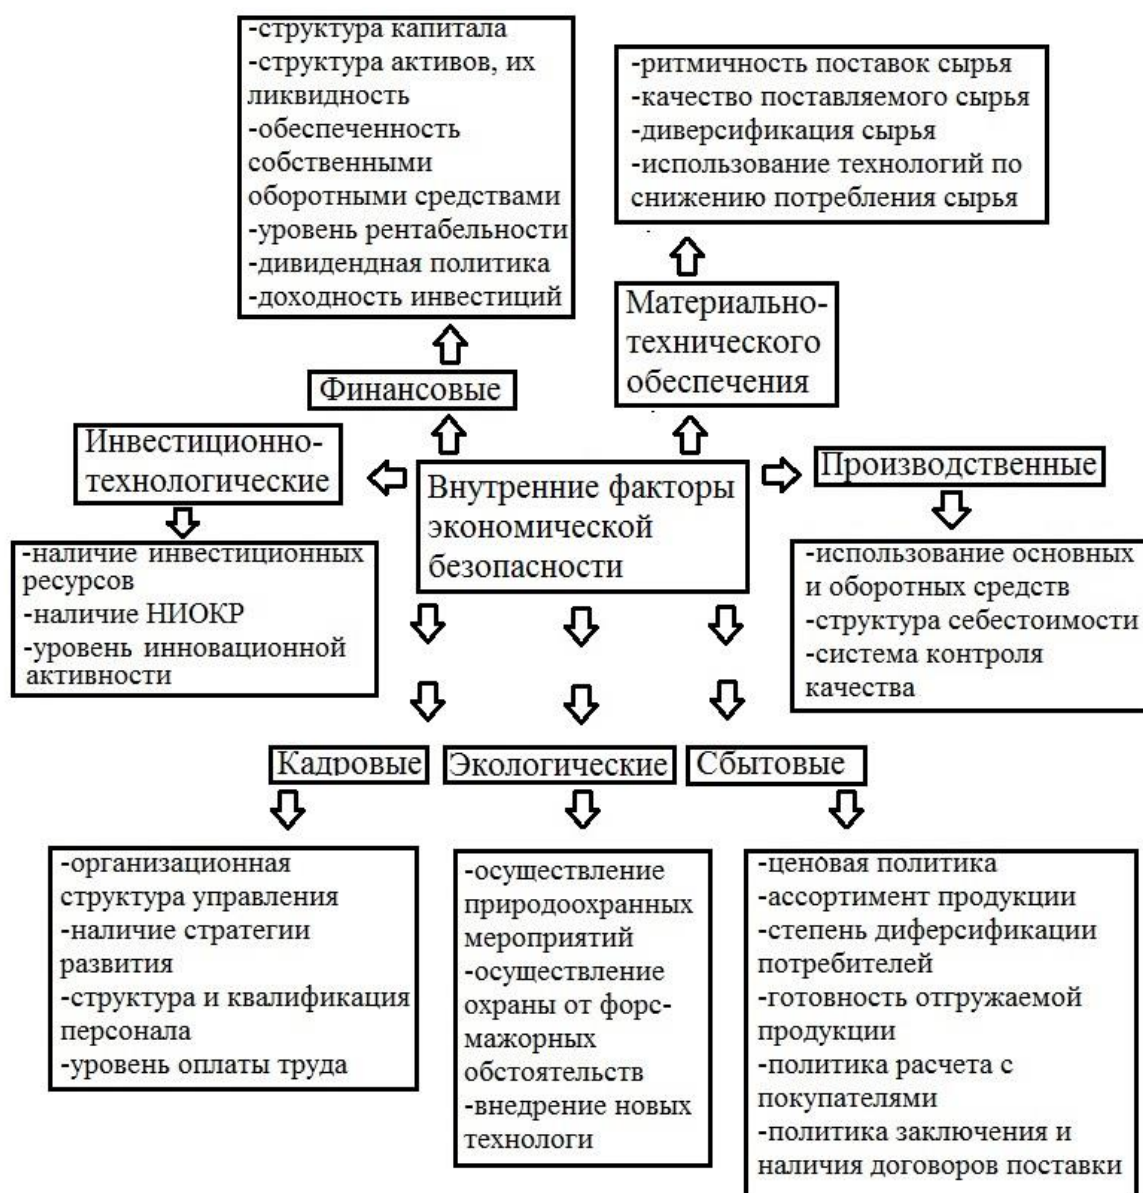 -структура капитала
-структура активов, их
ликвидность
-обеспеченность
собственными
оборотными средствами
-уровень рентабельности
-дивидендная политика
-доходность инвестиций
-ритмичность поставок сырья
-качество поставляемого сырья
-диверсификация сырья
-использование технологий по
снижению потребления сырья
Финансовые
Материально-
технического
обеспечения
Инвестиционно-
технологические
Внутренние факторы
экономической
безопасности
Производственные
-наличие инвестиционных
ресурсов
-наличие НИОКР
-уровень инновационной
активности
-использование основных
и оборотных средств
-структура себестоимости
-система контроля
качества
Кадровые
Экологические
Сбытовые
-организационная
структура управления
-наличие стратегии
развития
-структура и квалификация
персонала
-уровень оплаты труда
-осуществление
природоохранных
мероприятий
-осуществление
охраны от форс-
мажорных
обстоятельств
-внедрение новых
технологи
-ценовая политика
-ассортимент продукции
-степень диферсификации
потребителей
-готовность отгружаемой
продукции
-политика расчета с
покупателями
-политика заключения и
наличия договоров поставки